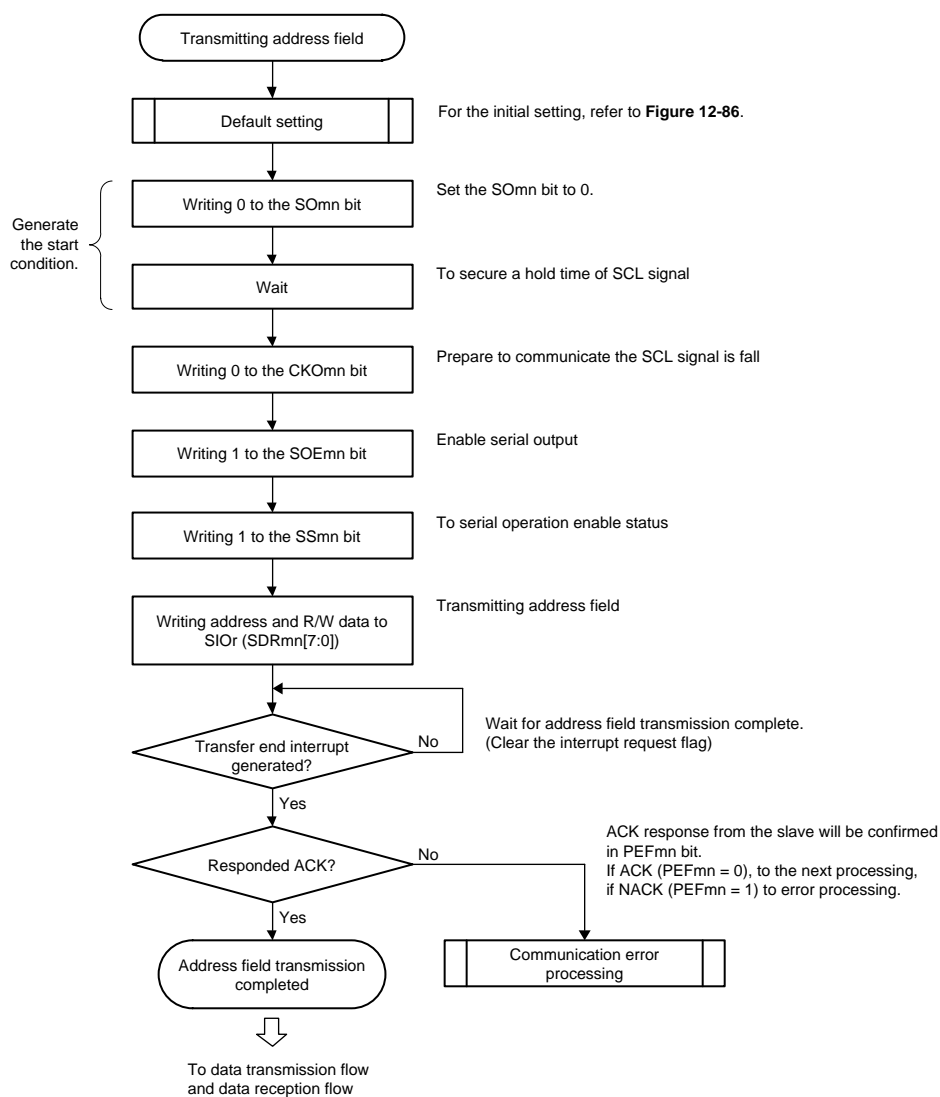 Transmitting address field
Default setting
For the initial setting, refer to Figure 12-86.
Generate
the start
condition.
Writing 0 to the SOmn bit
Set the SOmn bit to 0.
Wait
To secure a hold time of SCL signal
Writing 0 to the CKOmn bit
Prepare to communicate the SCL signal is fall
Writing 1 to the SOEmn bit
Enable serial output
Writing 1 to the SSmn bit
To serial operation enable status
Writing address and R/W data to
SIOr (SDRmn[7:0])
Transmitting address field
Transfer end interrupt
generated?
No
Wait for address field transmission complete.
(Clear the interrupt request flag)
Yes
Responded ACK?
No
ACK response from the slave will be confirmed
in PEFmn bit.
If ACK (PEFmn = 0), to the next processing,
if NACK (PEFmn = 1) to error processing.
Yes
Address field transmission
completed
Communication error
processing
To data transmission flow
and data reception flow